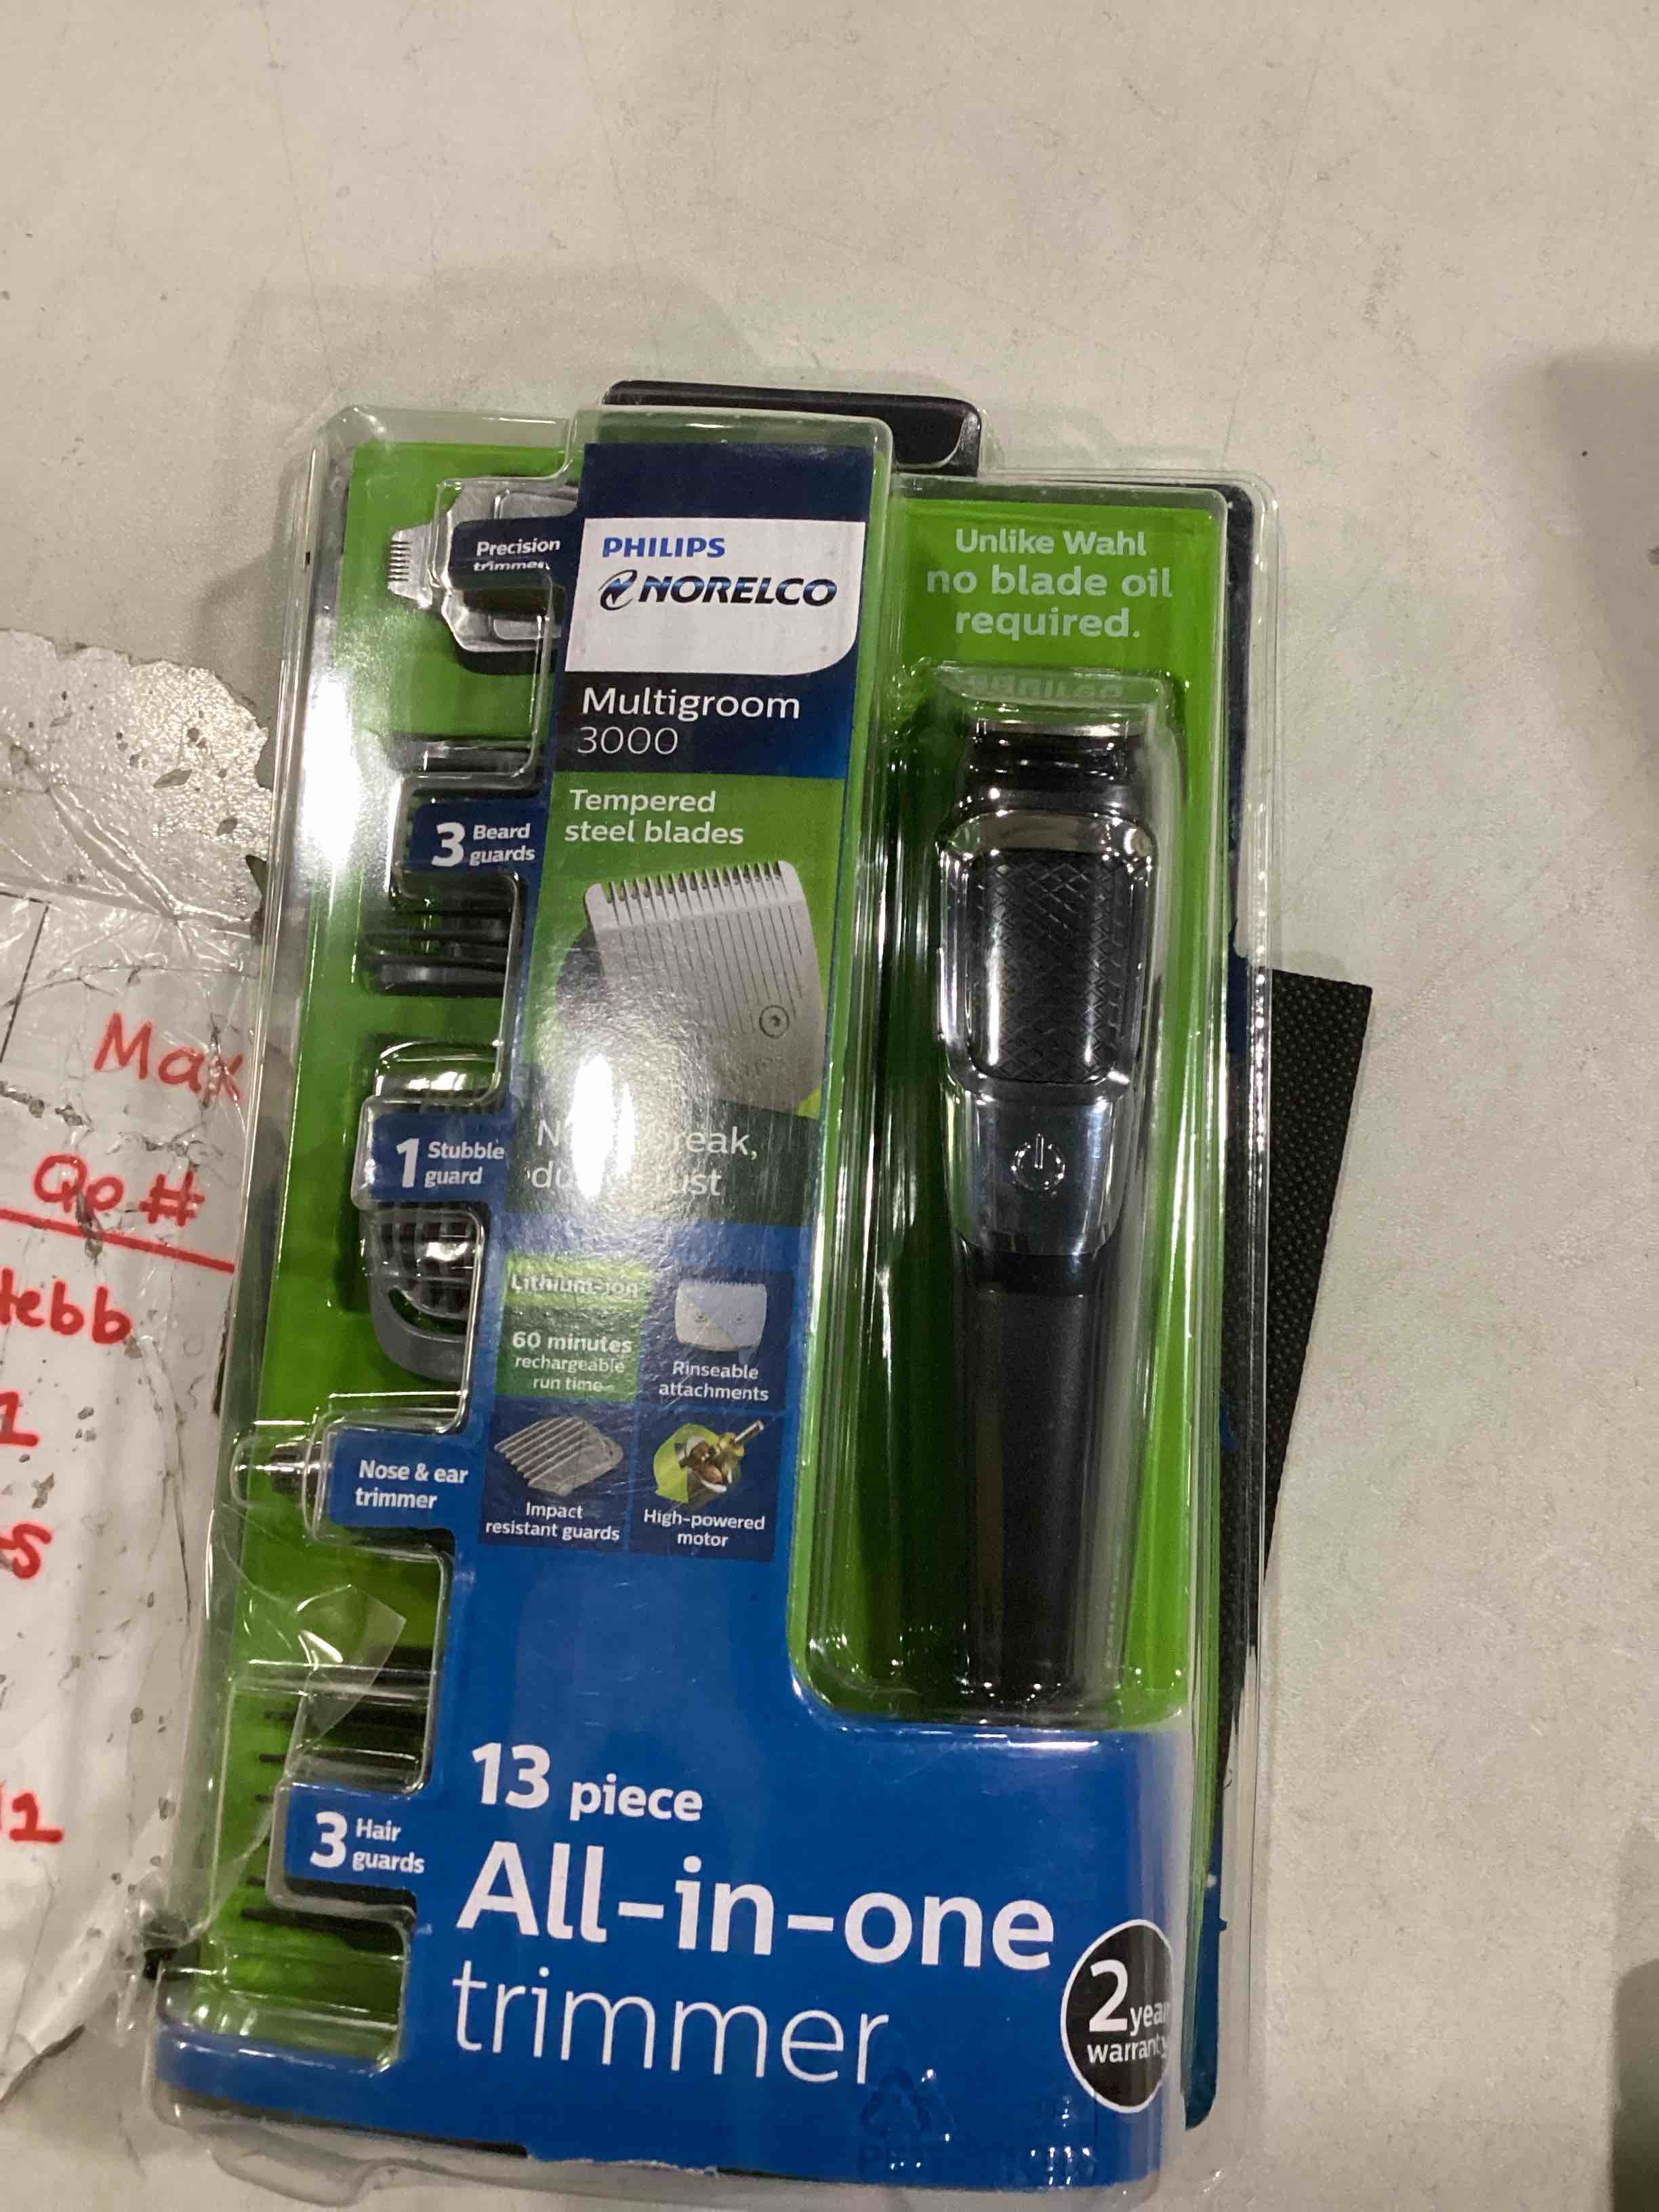 Precision
trimmer
PHILIPS
NORELCO
Multigroom
3000
Unlike Wahl
no blade oil
required.
Tempered
steel blades
3 Beard
guards
1 Stubble
guard
Lithium-ion
60 minutes
rechargeable
run time
Rinseable
attachments
Impact
resistant guards
High-powered
motor
Nose & ear
trimmer
3 Hair
guards
13 piece
All-in-one
trimmer
2 year
warranty
Max
Qo #